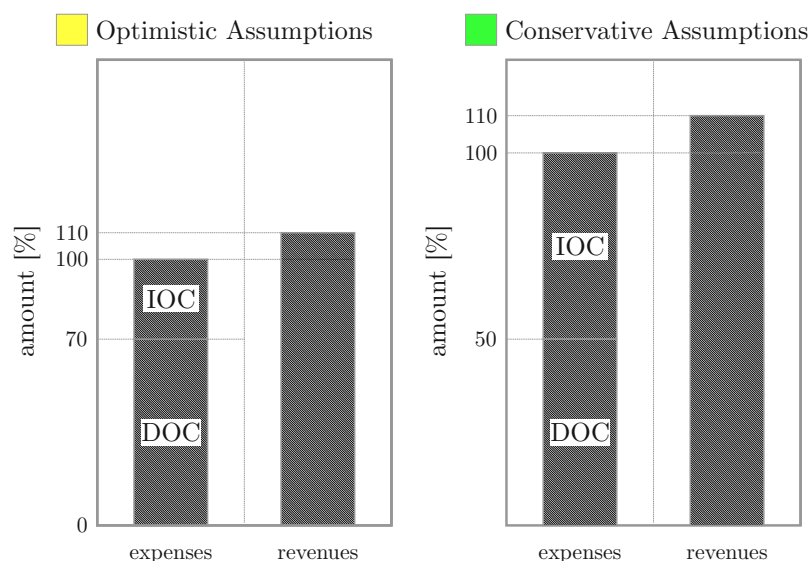 Optimistic Assumptions
amount [%]
110
100
70
0
IOC
DOC
expenses
revenues
Conservative Assumptions
amount [%]
110
100
50
IOC
DOC
expenses
revenues